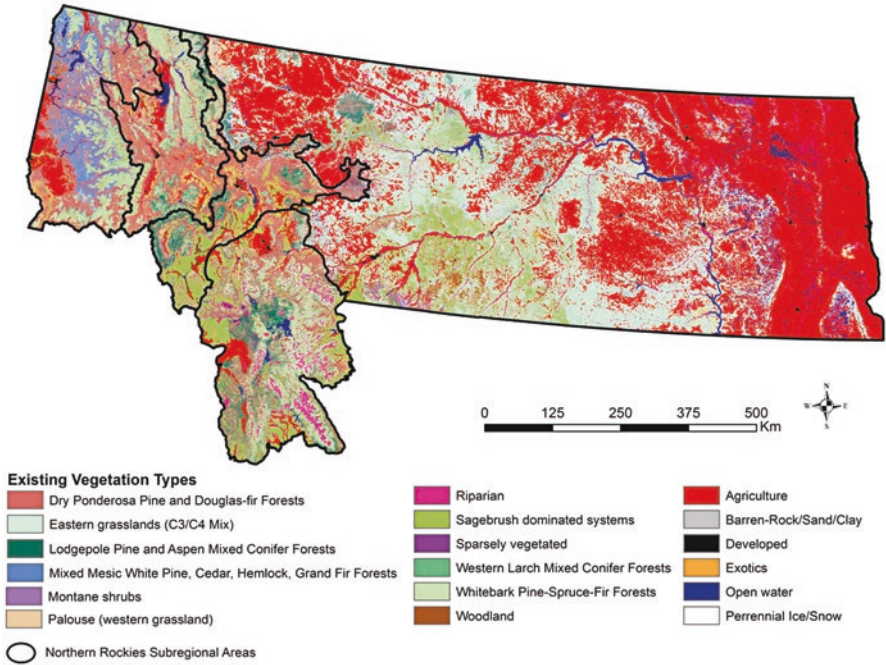 N
W E
S
0 125 250 375 500
Km
Existing Vegetation Types
Dry Ponderosa Pine and Douglas-fir Forests
Eastern grasslands (C3/C4 Mix)
Lodgepole Pine and Aspen Mixed Conifer Forests
Mixed Mesic White Pine, Cedar, Hemlock, Grand Fir Forests
Montane shrubs
Palouse (western grassland)
Northern Rockies Subregional Areas
Riparian
Sagebrush dominated systems
Sparsely vegetated
Western Larch Mixed Conifer Forests
Whitebark Pine-Spruce-Fir Forests
Woodland
Agriculture
Barren-Rock/Sand/Clay
Developed
Exotics
Open water
Perrennial Ice/Snow